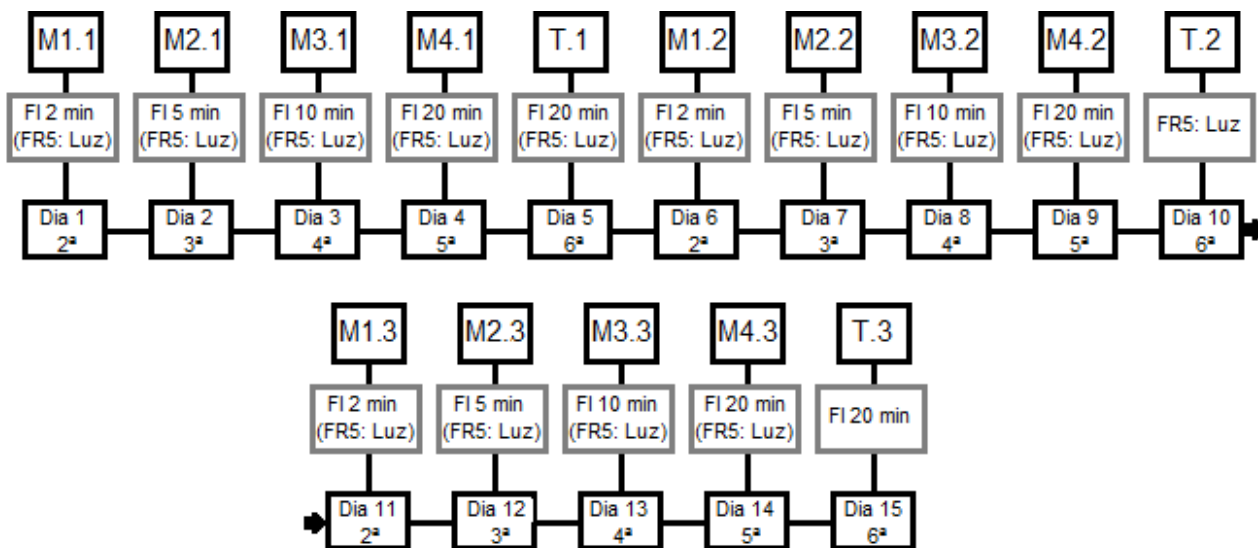 M1.1 M2.1 M3.1 M4.1 T.1 M1.2 M2.2 M3.2 M4.2 T.2
FI 2 min FI 5 min FI 10 min FI 20 min FI 20 min FI 2 min FI 5 min FI 10 min FI 20 min FR5: Luz
(FR5: Luz) (FR5: Luz) (FR5: Luz) (FR5: Luz) (FR5: Luz) (FR5: Luz) (FR5: Luz) (FR5: Luz) (FR5: Luz)
Dia 1 Dia 2 Dia 3 Dia 4 Dia 5 Dia 6 Dia 7 Dia 8 Dia 9 Dia 10
2ª 3ª 4ª 5ª 6ª 2ª 3ª 4ª 5ª 6ª
M1.3 M2.3 M3.3 M4.3 T.3
FI 2 min FI 5 min FI 10 min FI 20 min FI 20 min
(FR5: Luz) (FR5: Luz) (FR5: Luz) (FR5: Luz)
Dia 11 Dia 12 Dia 13 Dia 14 Dia 15
2ª 3ª 4ª 5ª 6ª